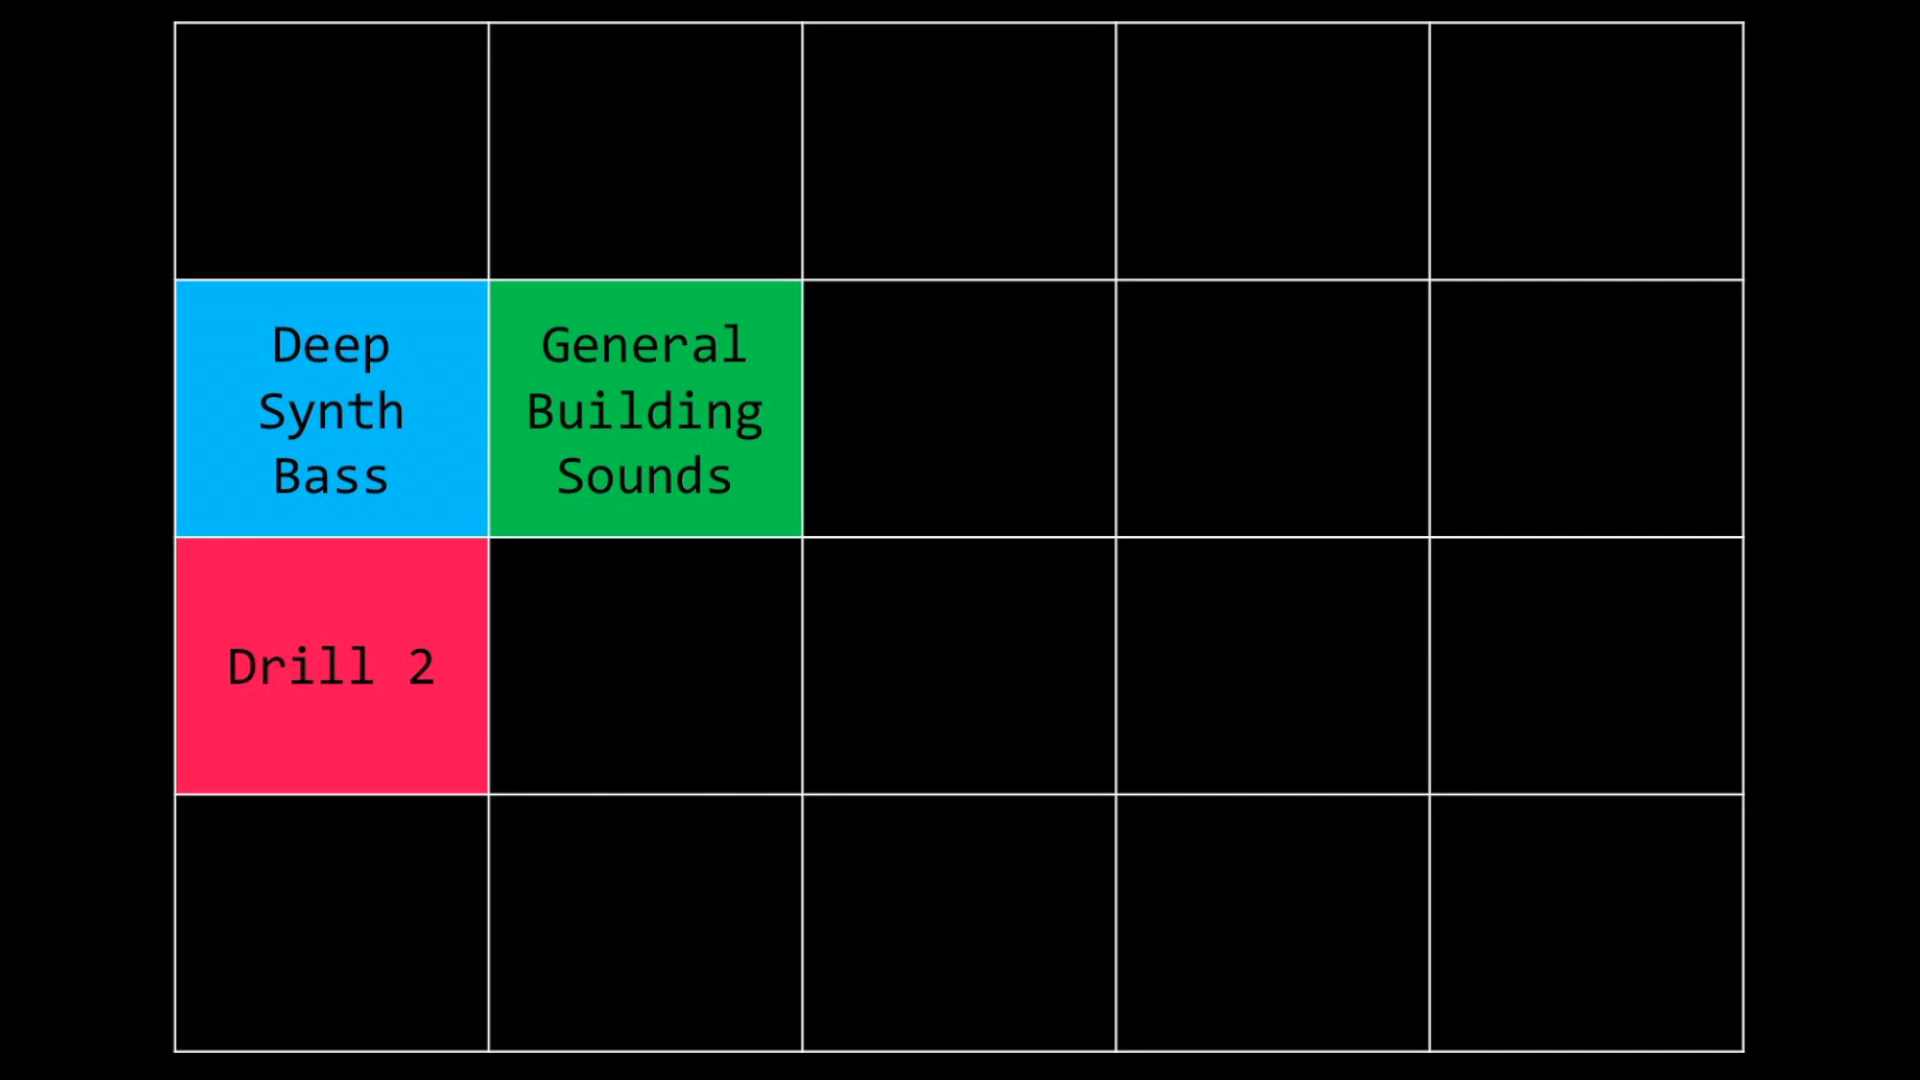 Deep
Synth
Bass
General
Building
Sounds
Drill 2